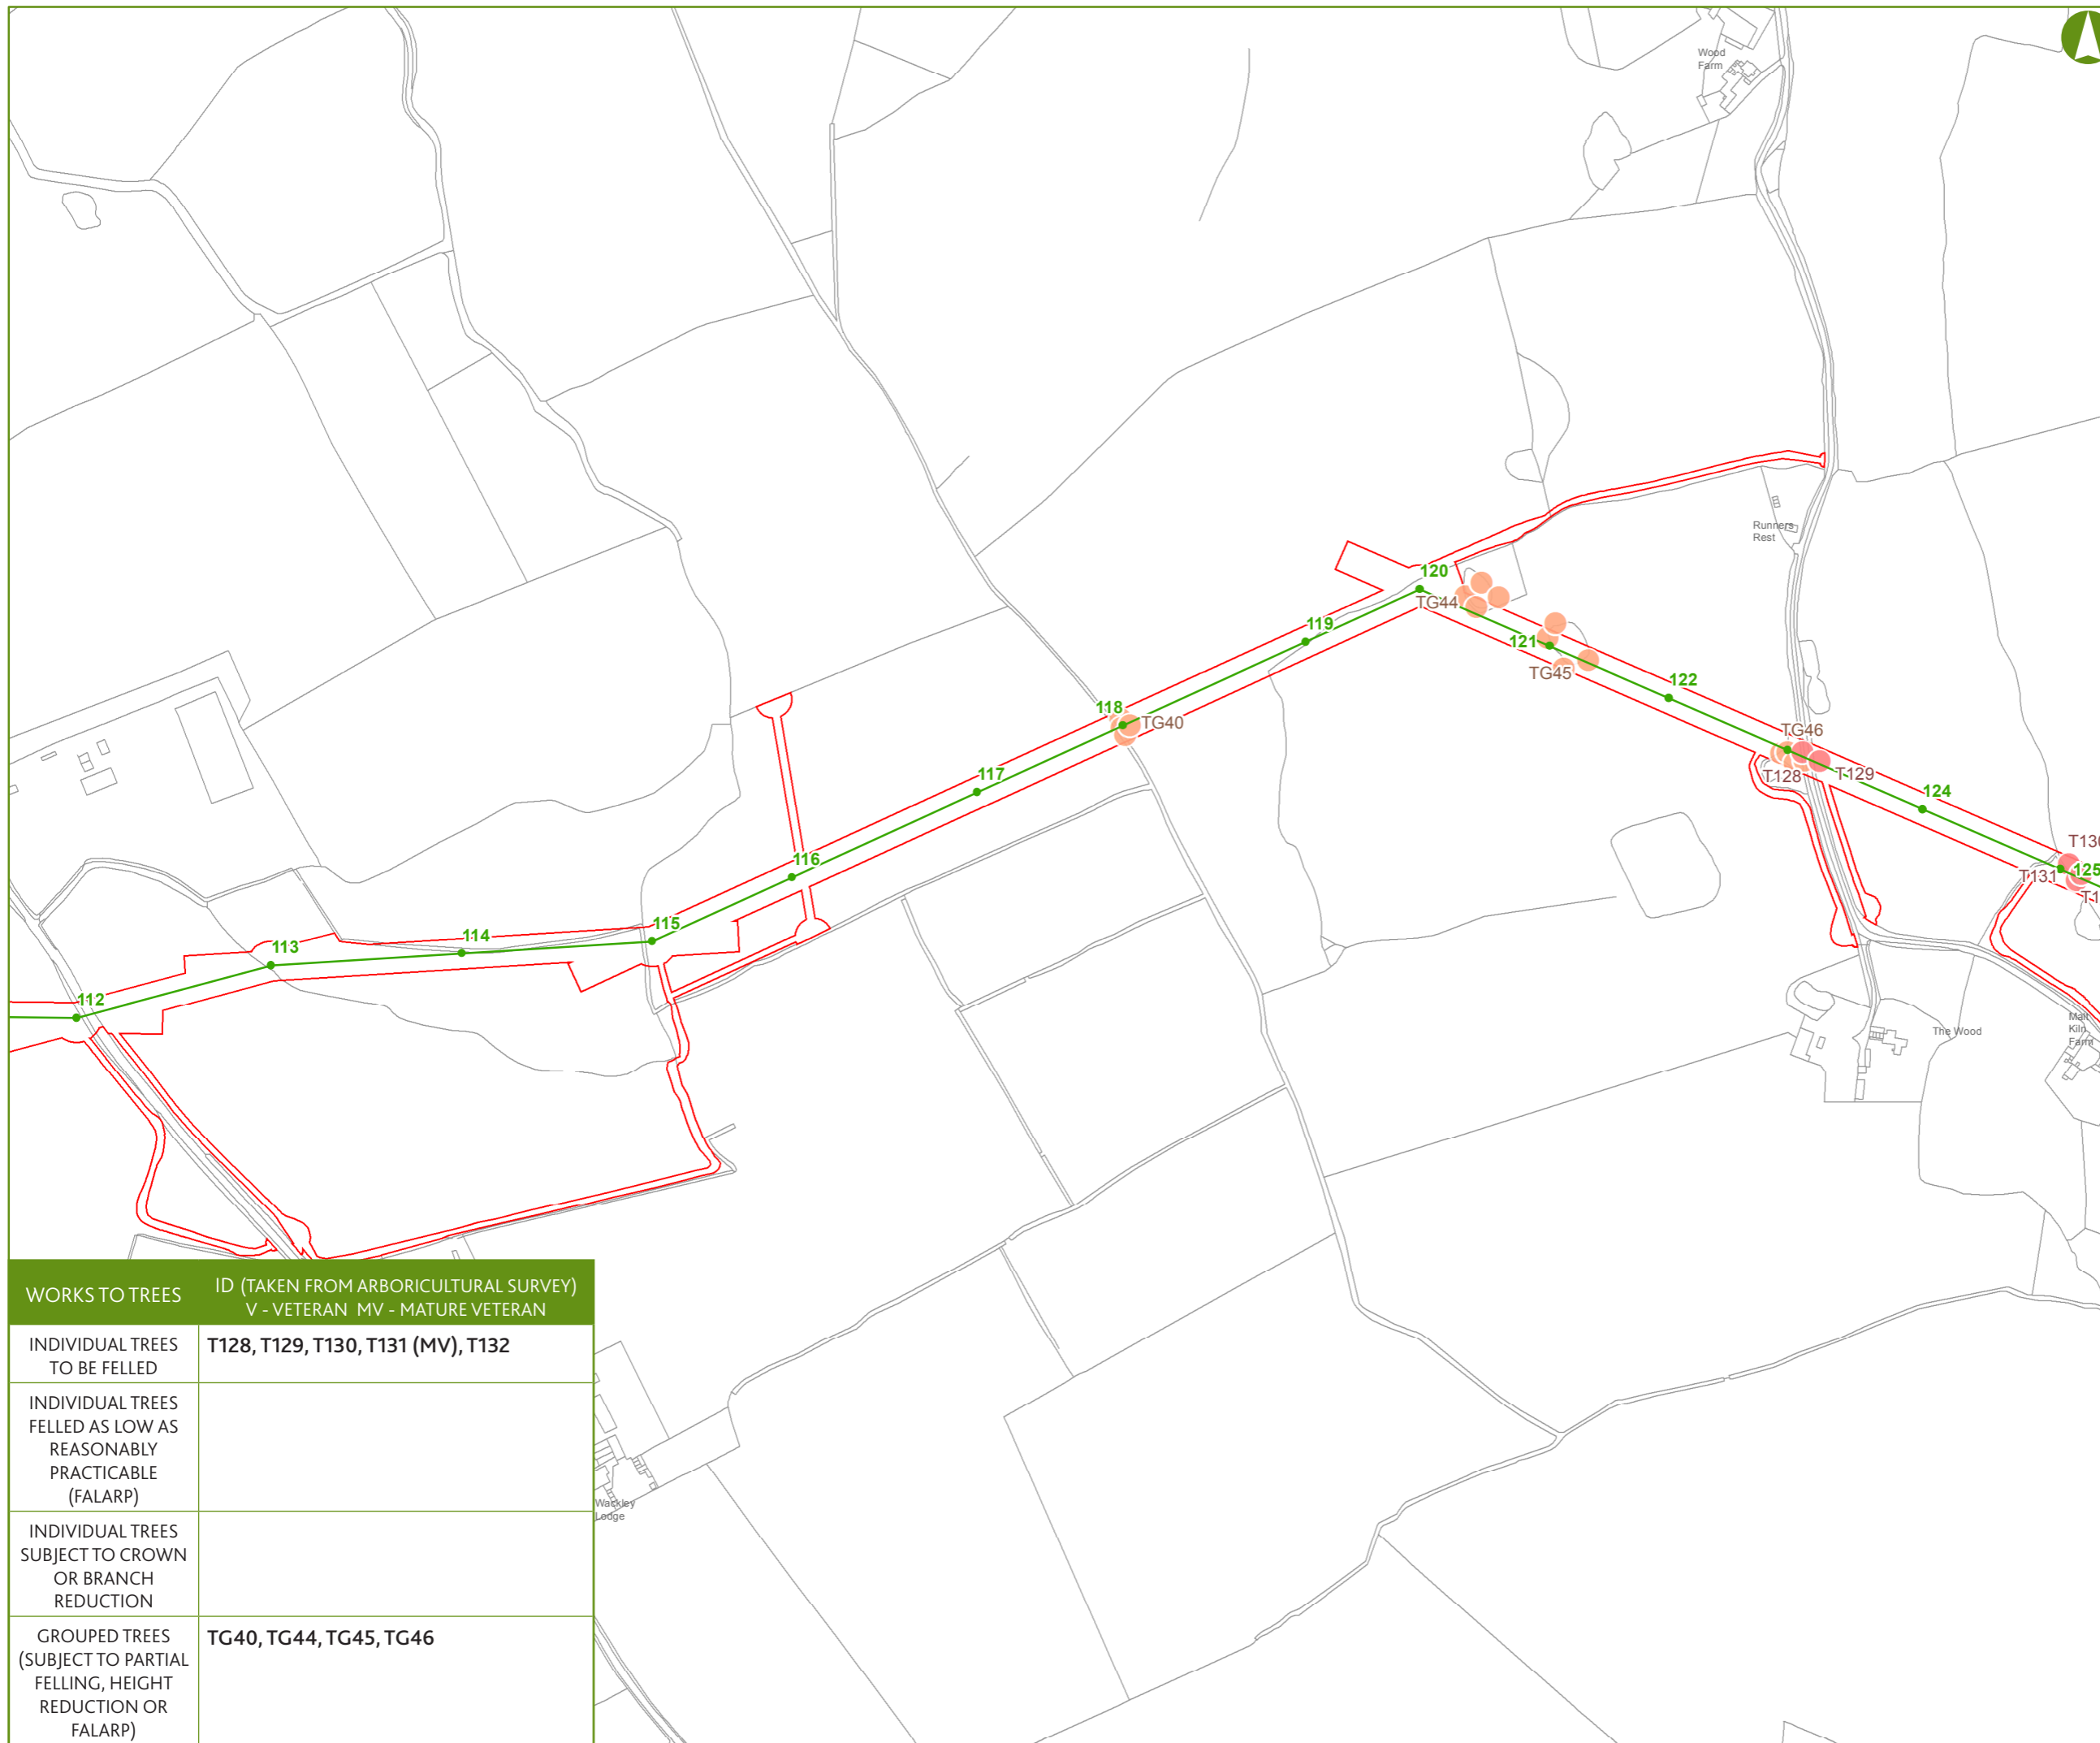 Wood
Farm
Runners
Rest
120
TG44
119
121
TG45
122
118
TG40
TG46
117
T128
T129
124
116
T130
T131
125
115
114
113
112
The Wood
Malt
Kiln
Farm
WORKS TO TREES
ID (TAKEN FROM ARBORICULTURAL SURVEY)
V - VETERAN MV - MATURE VETERAN
INDIVIDUAL TREES
TO BE FELLED
T128, T129, T130, T131 (MV), T132
INDIVIDUAL TREES
FELLED AS LOW AS
REASONABLY
PRACTICABLE
(FALARP)
INDIVIDUAL TREES
SUBJECT TO CROWN
OR BRANCH
REDUCTION
Wackley
Lodge
GROUPED TREES
(SUBJECT TO PARTIAL
FELLING, HEIGHT
REDUCTION OR
FALARP)
TG40, TG44, TG45, TG46